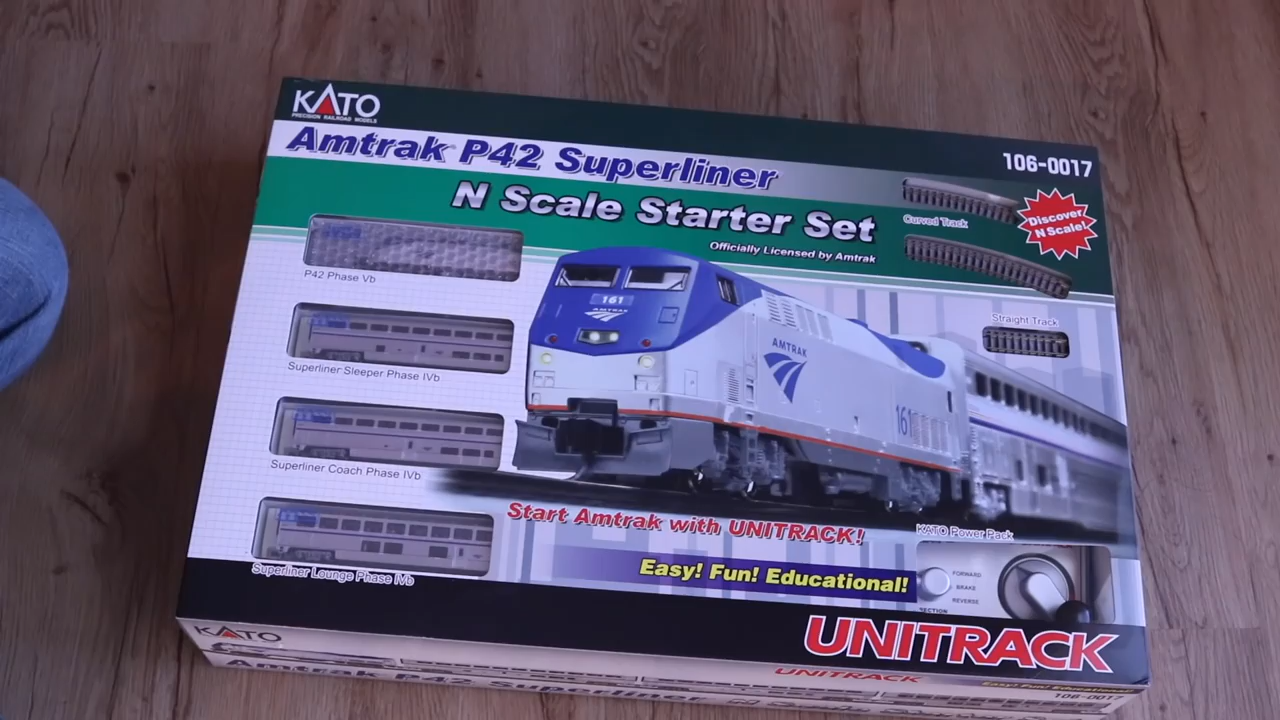 KATO
PRECISION RAILROAD MODELS
Amtrak P42 Superliner
106-0017
N Scale Starter Set
Officially Licensed by Amtrak
Curved Track
Discover
N Scale!
P42 Phase Vb
Straight Track
161
AMTRAK
AMTRAK
161
Superliner Sleeper Phase IVb
Superliner Coach Phase IVb
Superliner Lounge Phase IVb
Start Amtrak with UNITRACK!
KATO Power Pack
Easy! Fun! Educational!
FORWARD
BRAKE
REVERSE
UNITRACK
KATO
Amtrak P42 Superliner
UNITRACK
Easy! Fun! Educational!
106-0017